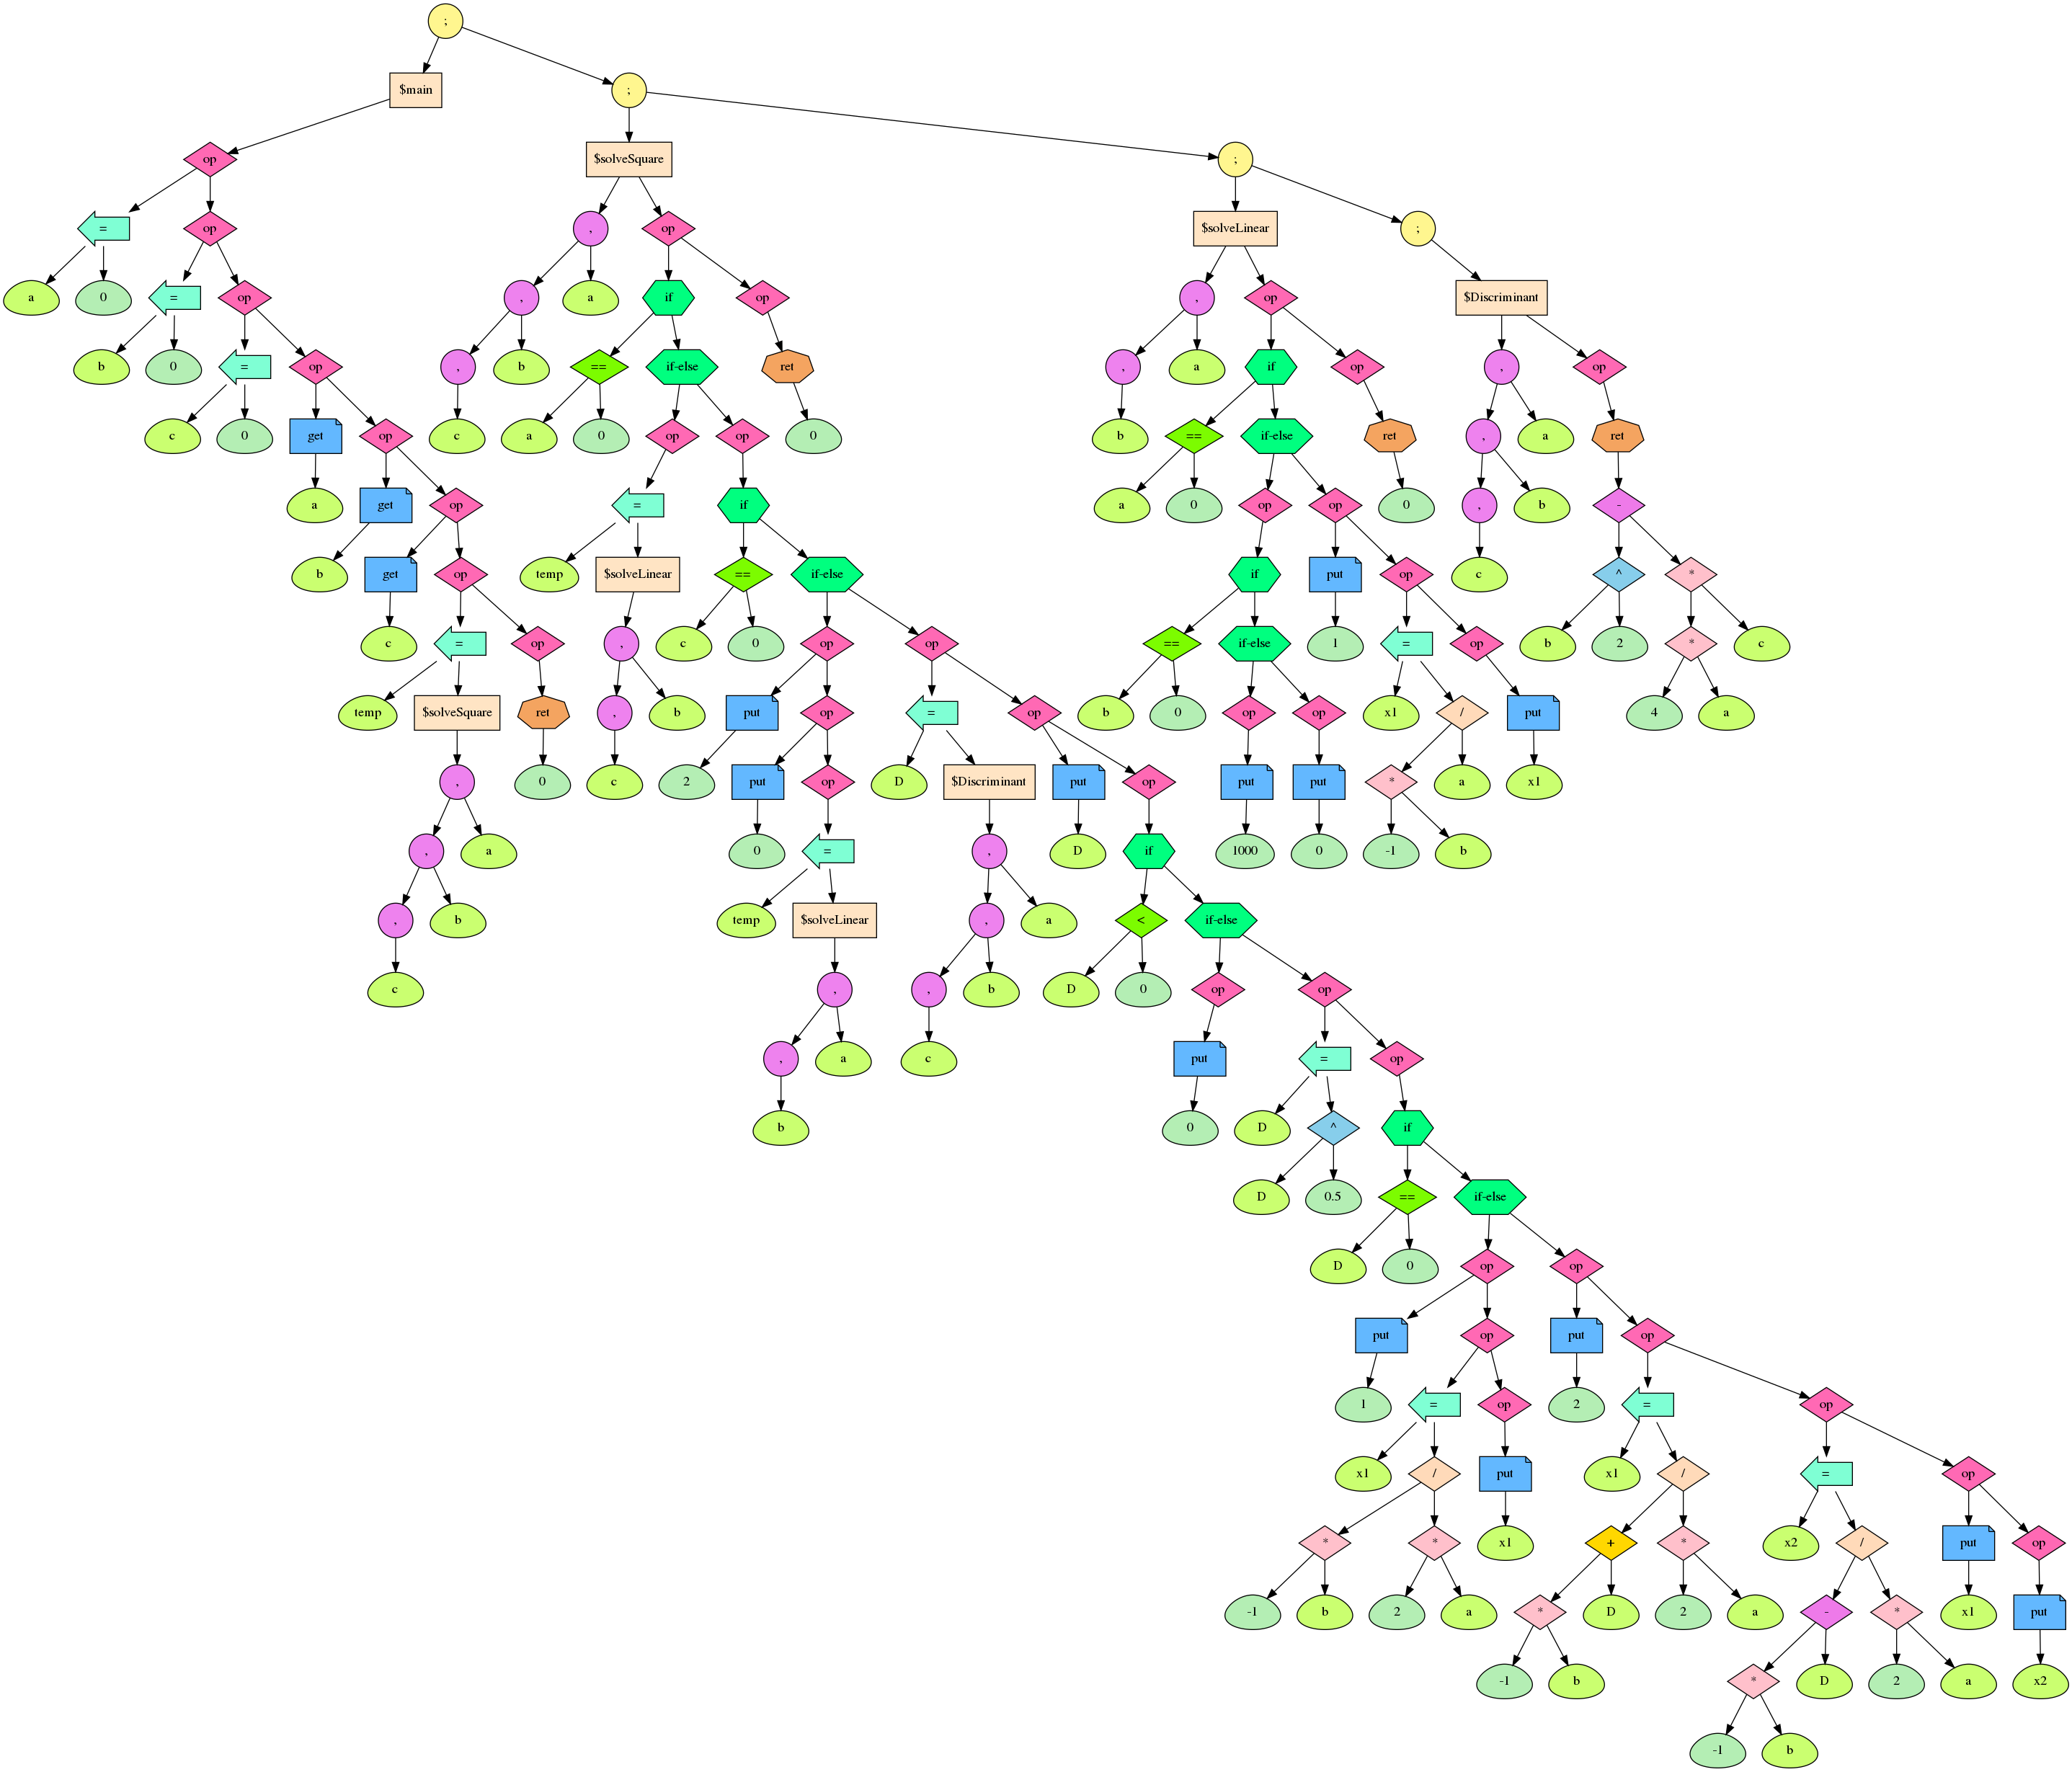 ;
$main ;
op $solveSquare ;
= op , op $solveLinear ;
a 0 = op , a if op , op $Discriminant
b 0 = op , b == if-else op ret , a if op , op
c 0 get op c a 0 op op 0 b == if-else ret , a ret
a get op = if a 0 op op 0 , b -
b get op temp $solveLinear == if-else if put op c ^ *
c = op , c 0 op op == if-else 1 = op b 2 * c
temp $solveSquare ret , b put op = op b 0 op op x1 / put 4 a
, 0 c 2 put op D $Discriminant put op put put * a x1
, a 0 = , D if 1000 0 -1 b
, b temp $solveLinear , a < if-else
c , , b D 0 op op
, a c put = op
b 0 D ^ if
D 0.5 == if-else
D 0 op op
put op put op
1 = op 2 = op
x1 / put x1 / = op
* * x1 + * x2 / put op
-1 b 2 a * D 2 a - * x1 put
-1 b * D 2 a x2
-1 b